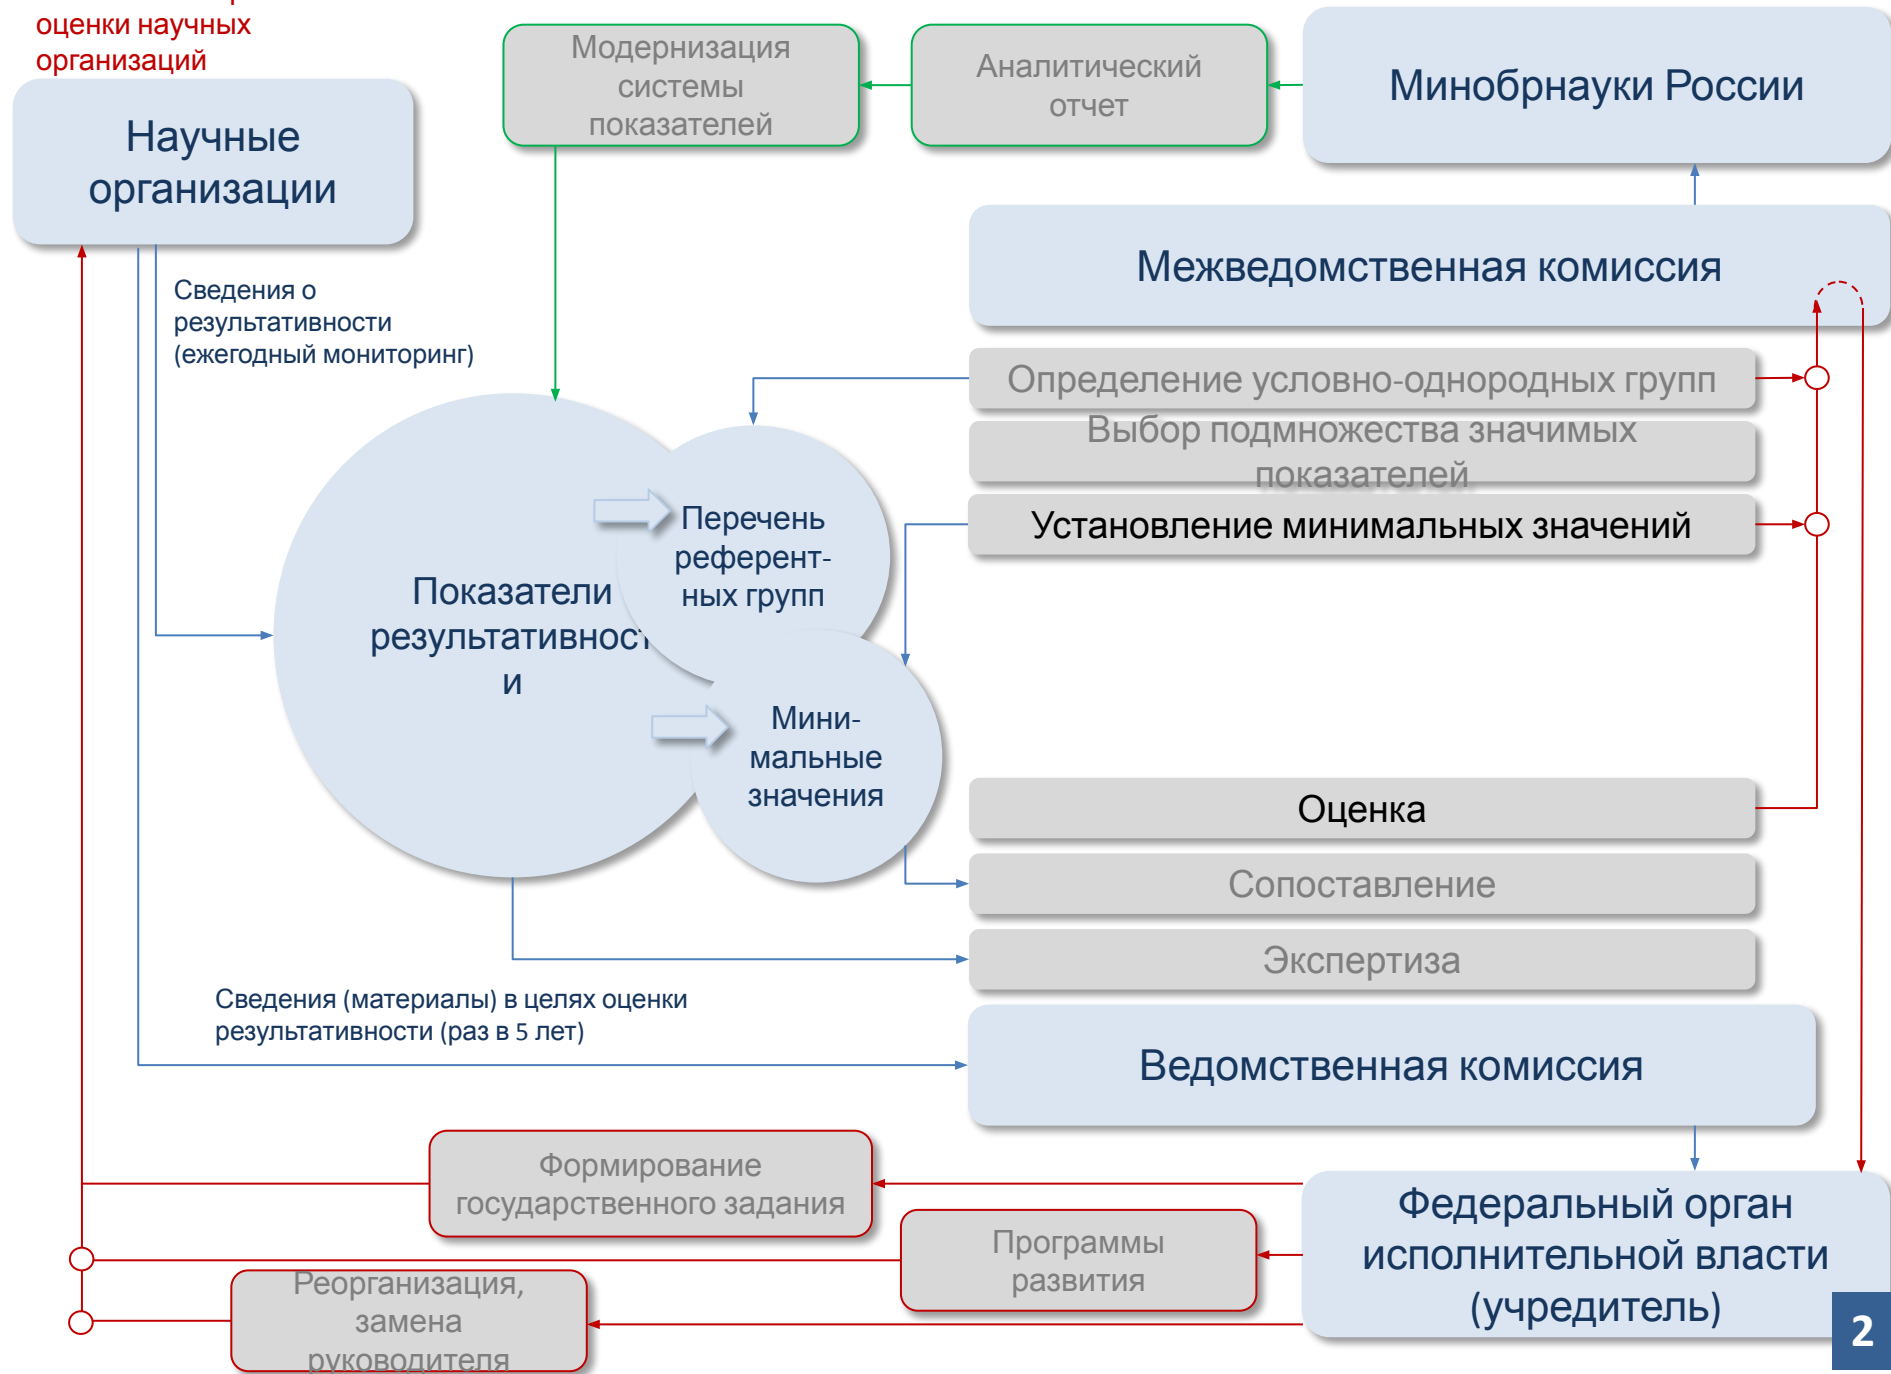 оценки научных
организаций
Научные
организации
Модернизация
системы
показателей
Аналитический
отчет
Минобрнауки России
Межведомственная комиссия
Сведения о
результативности
(ежегодный мониторинг)
Определение условно-однородных групп
Выбор подмножества значимых
показателей
Установление минимальных значений
Перечень
референт-
ных групп
Показатели
результативност
и
Мини-
мальные
значения
Оценка
Сопоставление
Экспертиза
Сведения (материалы) в целях оценки
результативности (раз в 5 лет)
Ведомственная комиссия
Формирование
государственного задания
Программы
развития
Реорганизация,
замена
руководителя
Федеральный орган
исполнительной власти
(учредитель)
2